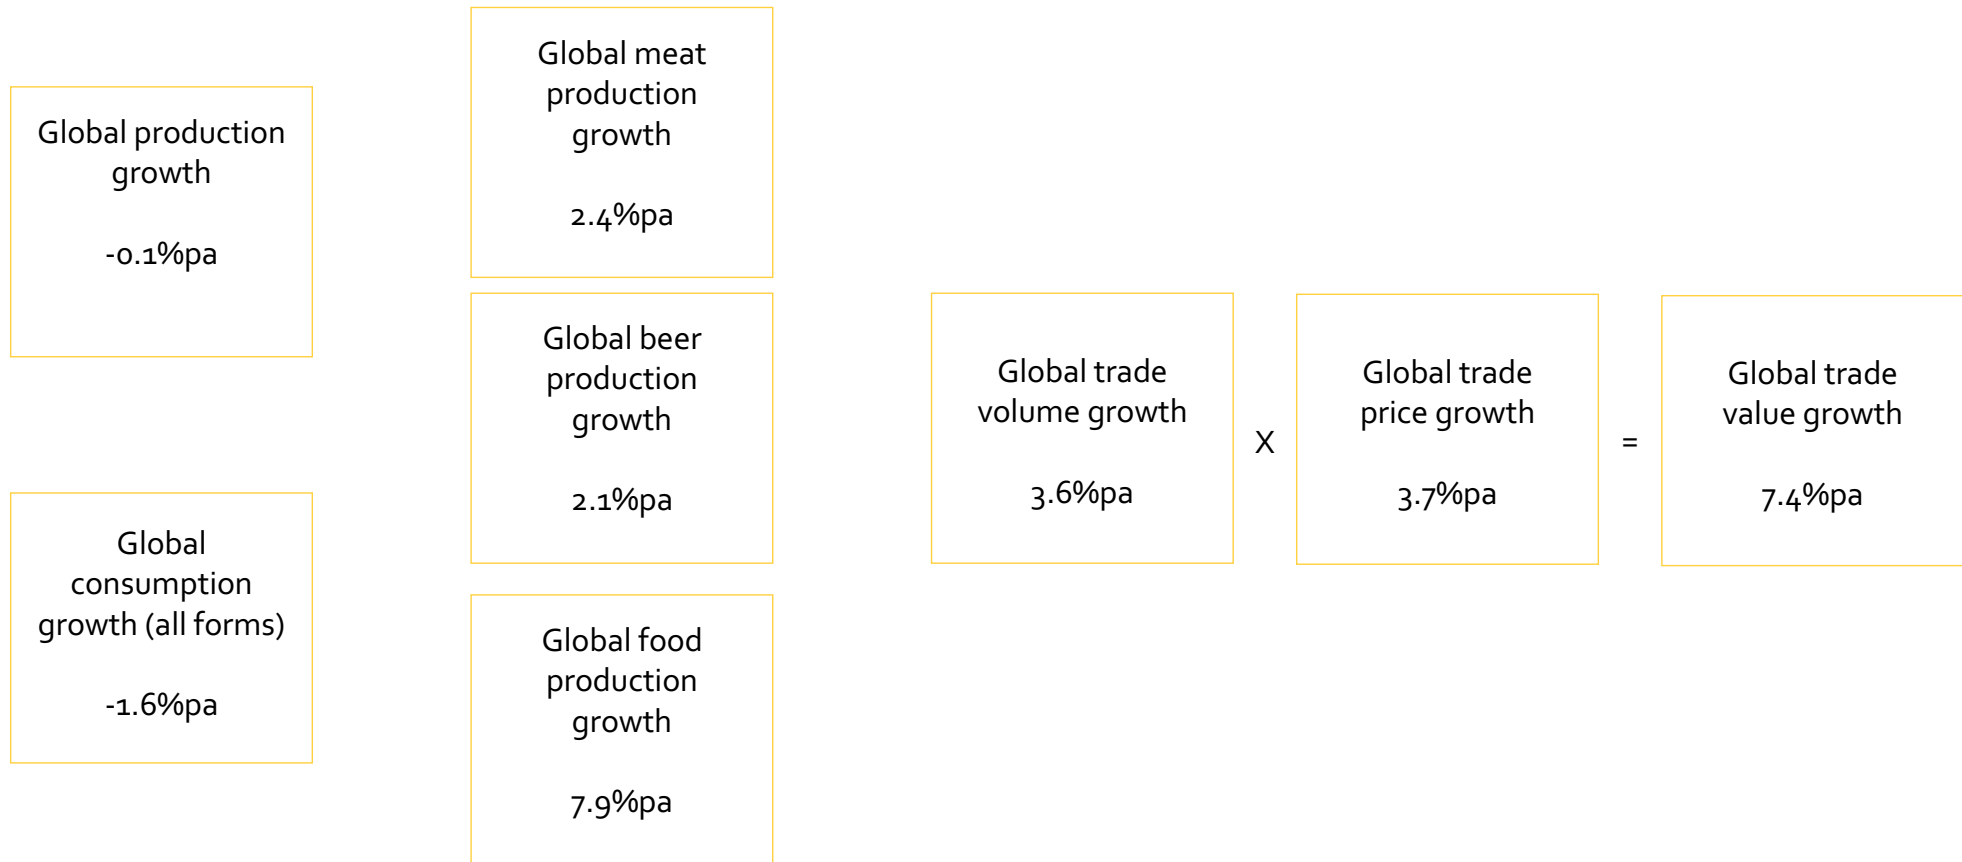 Global production
growth
-0.1%pa
Global
consumption
growth (all forms)
-1.6%pa
Global meat
production
growth
2.4%pa
Global beer
production
growth
2.1%pa
Global food
production
growth
7.9%pa
Global trade
volume growth
3.6%pa
X
Global trade
price growth
3.7%pa
=
Global trade
value growth
7.4%pa